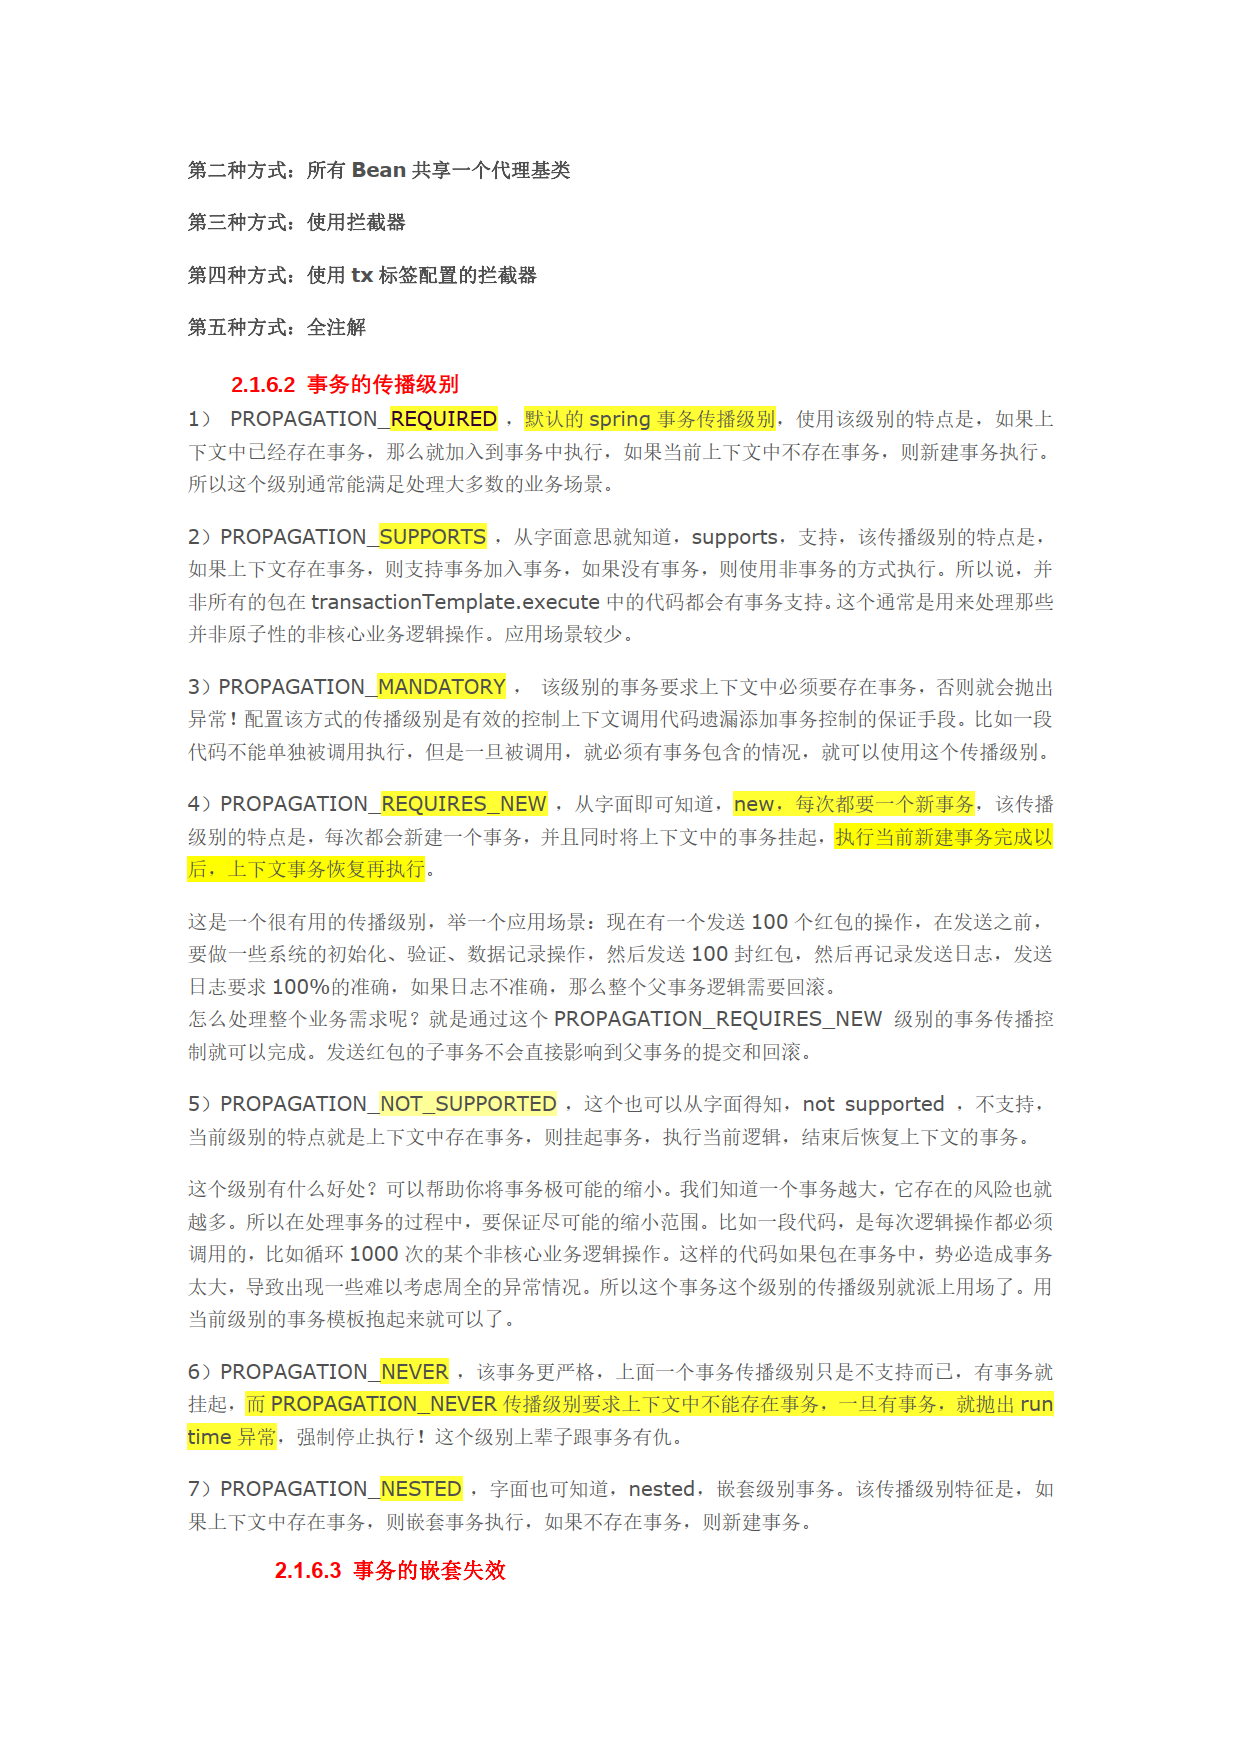 第二种方式：所有 Bean 共享一个代理基类
第三种方式：使用拦截器
第四种方式：使用 tx 标签配置的拦截器
第五种方式：全注解
2.1.6.2 事务的传播级别
1） PROPAGATION_REQUIRED ，默认的 spring 事务传播级别，使用该级别的特点是，如果上
下文中已经存在事务，那么就加入到事务中执行，如果当前上下文中不存在事务，则新建事务执行。
所以这个级别通常能满足处理大多数的业务场景。
2）PROPAGATION_SUPPORTS ，从字面意思就知道，supports，支持，该传播级别的特点是，
如果上下文存在事务，则支持事务加入事务，如果没有事务，则使用非事务的方式执行。所以说，并
非所有的包在 transactionTemplate.execute 中的代码都会有事务支持。这个通常是用来处理那些
并非原子性的非核心业务逻辑操作。应用场景较少。
3）PROPAGATION_MANDATORY ， 该级别的事务要求上下文中必须要存在事务，否则就会抛出
异常！配置该方式的传播级别是有效的控制上下文调用代码遗漏添加事务控制的保证手段。比如一段
代码不能单独被调用执行，但是一旦被调用，就必须有事务包含的情况，就可以使用这个传播级别。
4）PROPAGATION_REQUIRES_NEW ，从字面即可知道，new，每次都要一个新事务，该传播
级别的特点是，每次都会新建一个事务，并且同时将上下文中的事务挂起，执行当前新建事务完成以
后，上下文事务恢复再执行。
这是一个很有用的传播级别，举一个应用场景：现在有一个发送 100 个红包的操作，在发送之前，
要做一些系统的初始化、验证、数据记录操作，然后发送 100 封红包，然后再记录发送日志，发送
日志要求 100%的准确，如果日志不准确，那么整个父事务逻辑需要回滚。
怎么处理整个业务需求呢？就是通过这个 PROPAGATION_REQUIRES_NEW 级别的事务传播控
制就可以完成。发送红包的子事务不会直接影响到父事务的提交和回滚。
5）PROPAGATION_NOT_SUPPORTED ，这个也可以从字面得知，not supported ，不支持，
当前级别的特点就是上下文中存在事务，则挂起事务，执行当前逻辑，结束后恢复上下文的事务。
这个级别有什么好处？可以帮助你将事务极可能的缩小。我们知道一个事务越大，它存在的风险也就
越多。所以在处理事务的过程中，要保证尽可能的缩小范围。比如一段代码，是每次逻辑操作都必须
调用的，比如循环 1000 次的某个非核心业务逻辑操作。这样的代码如果包在事务中，势必造成事务
太大，导致出现一些难以考虑周全的异常情况。所以这个事务这个级别的传播级别就派上用场了。用
当前级别的事务模板抱起来就可以了。
6）PROPAGATION_NEVER ，该事务更严格，上面一个事务传播级别只是不支持而已，有事务就
挂起，而 PROPAGATION_NEVER 传播级别要求上下文中不能存在事务，一旦有事务，就抛出 run
time 异常，强制停止执行！这个级别上辈子跟事务有仇。
7）PROPAGATION_NESTED ，字面也可知道，nested，嵌套级别事务。该传播级别特征是，如
果上下文中存在事务，则嵌套事务执行，如果不存在事务，则新建事务。
2.1.6.3 事务的嵌套失效